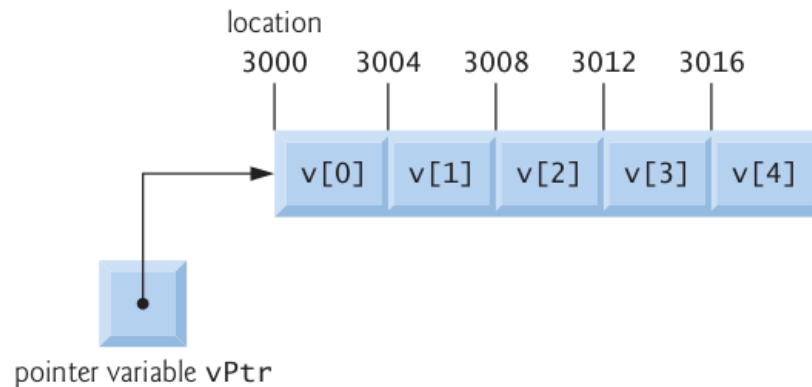 location
3000 3004 3008 3012 3016
v[0] v[1] v[2] v[3] v[4]
pointer variable vPtr